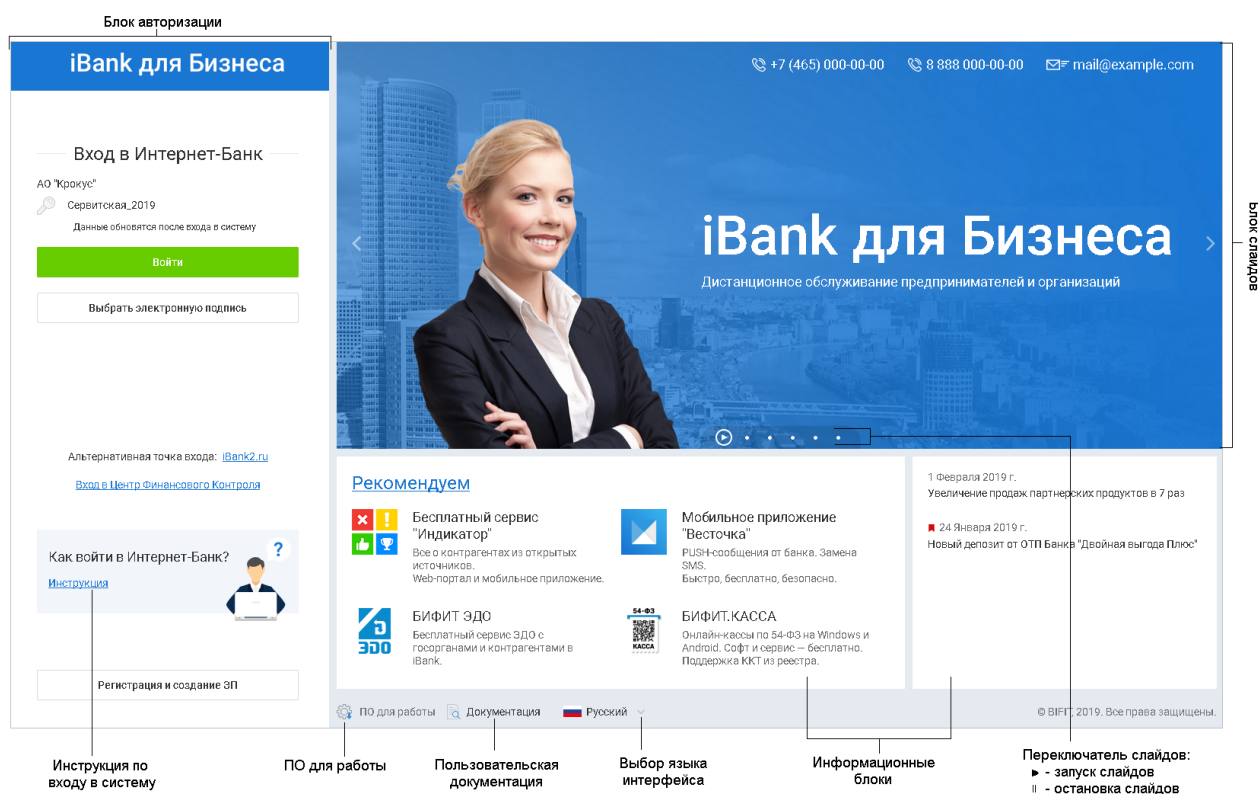 Блок авторизации
iBank для Бизнеса
+7 (465) 000-00-00
8 888 000-00-00
mail@example.com
Вход в Интернет-Банк
АО "Крокус"
Сервитская_2019
Данные обновятся после входа в систему
Войти
Выбрать электронную подпись
Альтернативная точка входа: iBank2.ru
Вход в Центр Финансового Контроля
Как войти в Интернет-Банк?
?
Инструкция
Регистрация и создание ЭП
iBank для Бизнеса
Дистанционное обслуживание предпринимателей и организаций
Блок слайдов
Рекомендуем
Бесплатный сервис
"Индикатор"
Все о контрагентах из открытых
источников.
Web-портал и мобильное приложение.
Мобильное приложение
"Весточка"
PUSH-сообщения от банка. Замена
SMS.
Быстро, бесплатно, безопасно.
ЭДО
БИФИТ ЭДО
Бесплатный сервис ЭДО с
госорганами и контрагентами в
iBank.
54-ФЗ
КАССА
БИФИТ.КАССА
Онлайн-кассы по 54-ФЗ на Windows и
Android. Софт и сервис — бесплатно.
Поддержка ККТ из реестра.
1 Февраля 2019 г.
Увеличение продаж партнерских продуктов в 7 раз
24 Января 2019 г.
Новый депозит от ОТП Банка "Двойная выгода Плюс"
ПО для работы
Документация
Русский
© BIFIT, 2019. Все права защищены.
Инструкция по
входу в систему
ПО для работы
Пользовательская
документация
Выбор языка
интерфейса
Информационные
блоки
Переключатель слайдов:
- запуск слайдов
- остановка слайдов